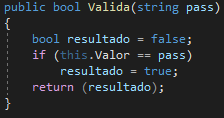 public bool Valida(string pass)
{
bool resultado = false;
if (this.Valor == pass)
resultado = true;
return (resultado);
}